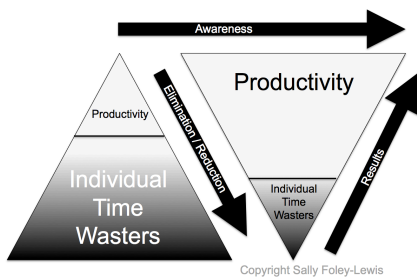 Awareness
Productivity
Individual
Time
Wasters
Elimination / Reduction
Productivity
Individual
Time
Wasters
Results
Copyright Sally Foley-Lewis